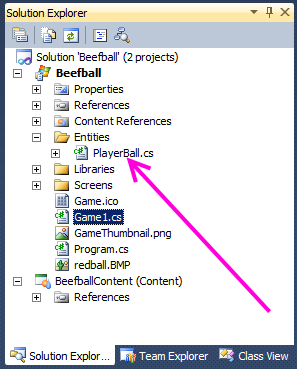 Solution Explorer
Solution 'Beefball' (2 projects)
Beefball
Properties
References
Content References
Entities
PlayerBall.cs
Libraries
Screens
Game.ico
Game1.cs
GameThumbnail.png
Program.cs
redball.BMP
BeefballContent (Content)
References
Solution Explor... Team Explorer Class View